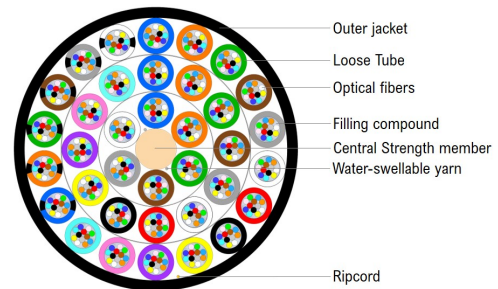 Outer jacket
Loose Tube
Optical fibers
Filling compound
Central Strength member
Water-swellable yarn
Ripcord